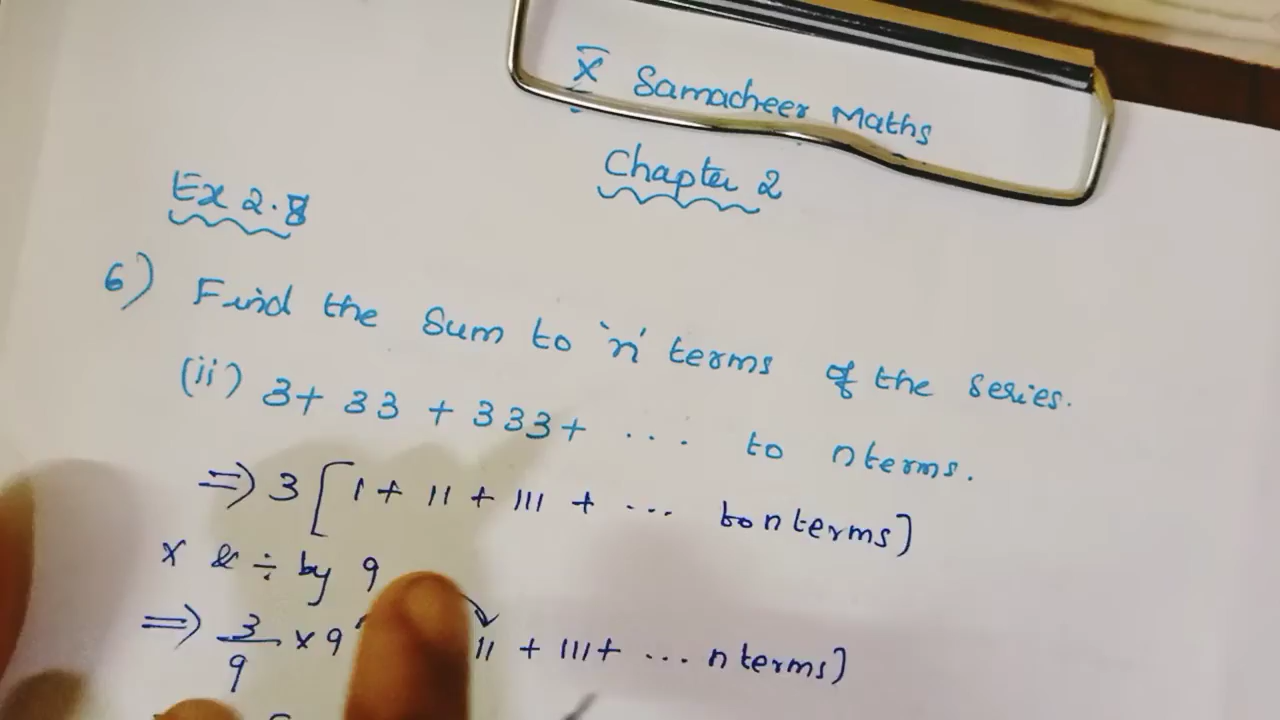 X Samacheer Maths
Chapter 2
Ex 2.8
6) Find the Sum to 'n' terms of the series.
(ii) 3+ 33 + 333+ ... to n terms.
=> 3 [1+ 11 + 111 + ... to n terms]
× & ÷ by 9
=> 3/9 × 9 11 + 111+ ... n terms)